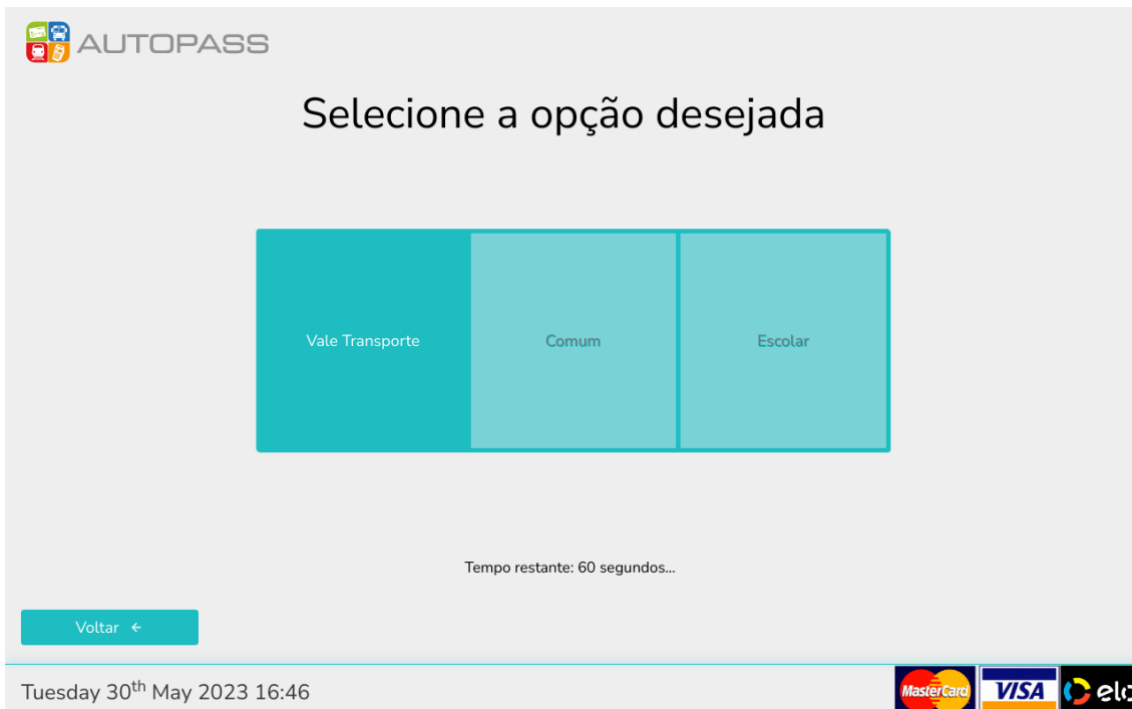 AUTOPASS
Selecione a opção desejada
Vale Transporte
Comum
Escolar
Tempo restante: 60 segundos...
Voltar ←
Tuesday 30th May 2023 16:46
MasterCard
VISA
elo